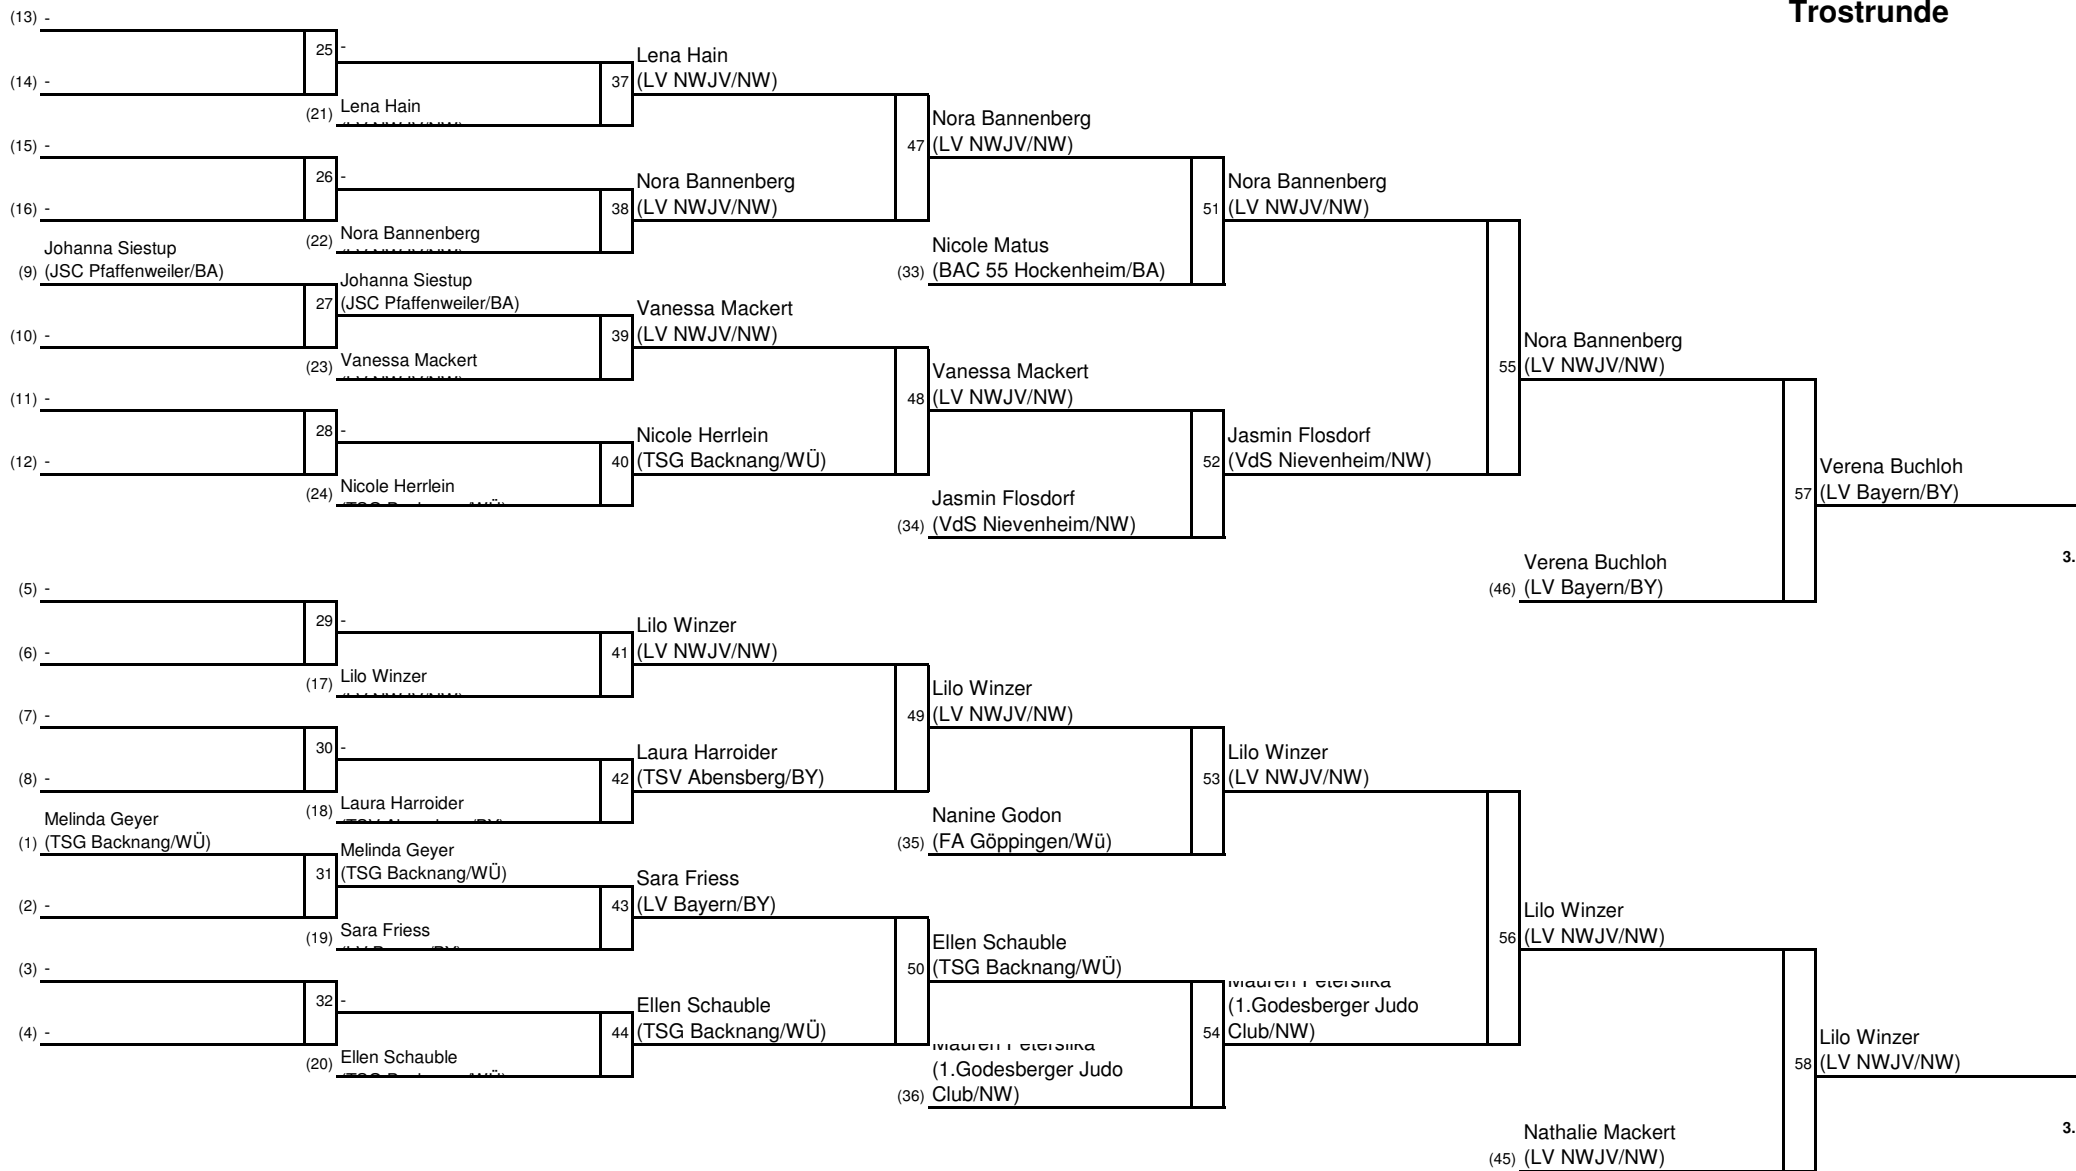 Trostrunde
(13) -
25 -
(14) -
Lena Hain
(LV NWJV/NW)
37
(21) Lena Hain
(15) -
26 -
(16) -
Nora Bannenberg
(LV NWJV/NW)
38
(22) Nora Bannenberg
47
Nora Bannenberg
(LV NWJV/NW)
Johanna Siestup
(9) (JSC Pfaffenweiler/BA)
27
(10) -
Johanna Siestup
(JSC Pfaffenweiler/BA)
39
(23) Vanessa Mackert
Vanessa Mackert
(LV NWJV/NW)
(11) -
28 -
(12) -
40
(24) Nicole Herrlein
Nicole Herrlein
(TSG Backnang/WÜ)
48
Vanessa Mackert
(LV NWJV/NW)
Nicole Matus
(33) (BAC 55 Hockenheim/BA)
51
Nora Bannenberg
(LV NWJV/NW)
Jasmin Flosdorf
(34) (VdS Nievenheim/NW)
52
Jasmin Flosdorf
(VdS Nievenheim/NW)
55
Nora Bannenberg
(LV NWJV/NW)
Verena Buchloh
(46) (LV Bayern/BY)
57
Verena Buchloh
(LV Bayern/BY)
3.
(5) -
29 -
(6) -
41
(17) Lilo Winzer
Lilo Winzer
(LV NWJV/NW)
(7) -
30 -
(8) -
42
(18) Laura Harroider
Laura Harroider
(TSV Abensberg/BY)
49
Lilo Winzer
(LV NWJV/NW)
Melinda Geyer
(1) (TSG Backnang/WÜ)
31
(2) -
Melinda Geyer
(TSG Backnang/WÜ)
43
(19) Sara Friess
Sara Friess
(LV Bayern/BY)
(3) -
32 -
(4) -
44
(20) Ellen Schauble
Ellen Schauble
(TSG Backnang/WÜ)
50
Ellen Schauble
(TSG Backnang/WÜ)
Nanine Godon
(35) (FA Göppingen/Wü)
53
Lilo Winzer
(LV NWJV/NW)
(1.Godesberger Judo
(36) Club/NW)
54
(1.Godesberger Judo
Club/NW)
56
Lilo Winzer
(LV NWJV/NW)
Nathalie Mackert
(45) (LV NWJV/NW)
58
Lilo Winzer
(LV NWJV/NW)
3.